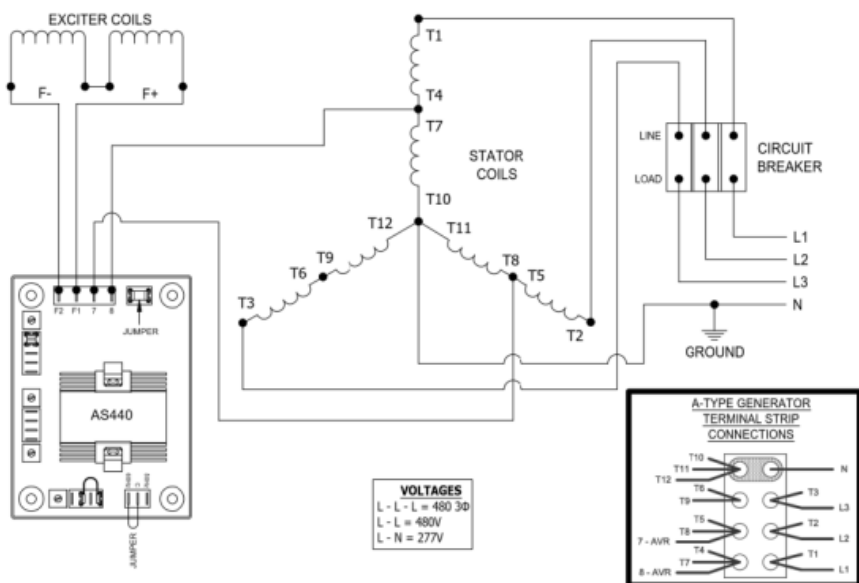 EXCITER COILS
F-
F+
T1
T4
T7
T10
STATOR
COILS
T12
T11
T9
T8
T6
T5
T3
T2
LINE
LOAD
CIRCUIT
BREAKER
L1
L2
L3
N
GROUND
F2 F1 7 8
JUMPER
AS440
JUMPER
VOLTAGES
L - L - L = 480 3Φ
L - L = 480V
L - N = 277V
A-TYPE GENERATOR
TERMINAL STRIP
CONNECTIONS
T10
T11
T12
N
T6
T9
T3
L3
T5
T8
7 - AVR
T2
L2
T4
T7
8 - AVR
T1
L1